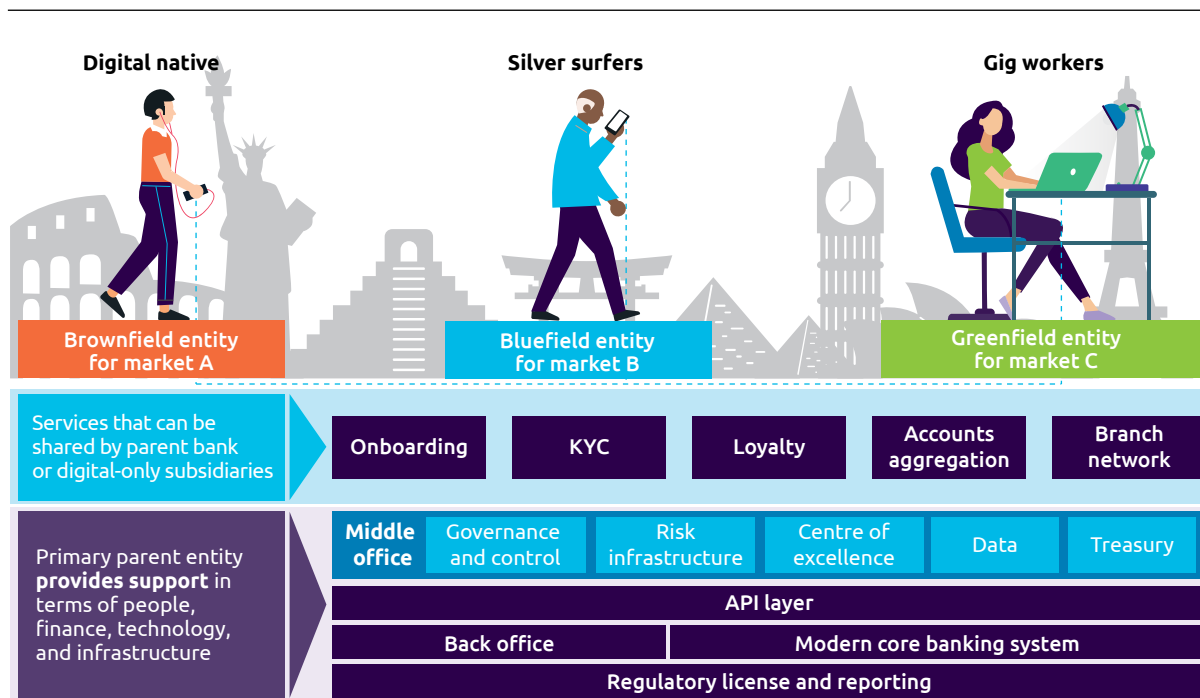 Digital native
Silver surfers
Gig workers
Brownfield entity
for market A
Bluefield entity
for market B
Greenfield entity
for market C
Services that can be
shared by parent bank
or digital-only subsidiaries
Onboarding
KYC
Loyalty
Accounts
aggregation
Branch
network
Primary parent entity
provides support in
terms of people,
finance, technology,
and infrastructure
Middle
office
Governance
and control
Risk
infrastructure
Centre of
excellence
Data
Treasury
API layer
Back office
Modern core banking system
Regulatory license and reporting